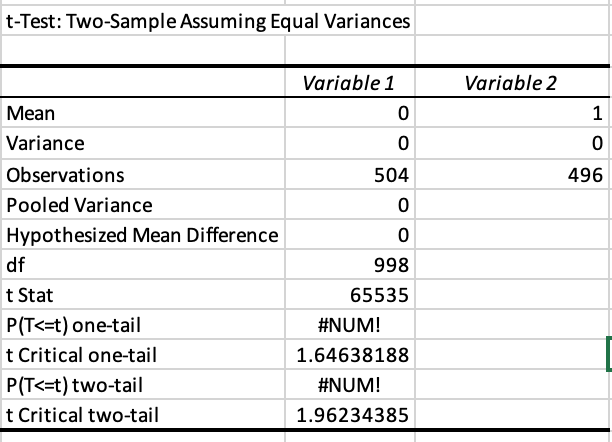 t-Test: Two-Sample Assuming Equal Variances
Variable 1 Variable 2
Mean 0 1
Variance 0 0
Observations 504 496
Pooled Variance 0
Hypothesized Mean Difference 0
df 998
t Stat 65535
P(T<=t) one-tail #NUM!
t Critical one-tail 1.64638188
P(T<=t) two-tail #NUM!
t Critical two-tail 1.96234385